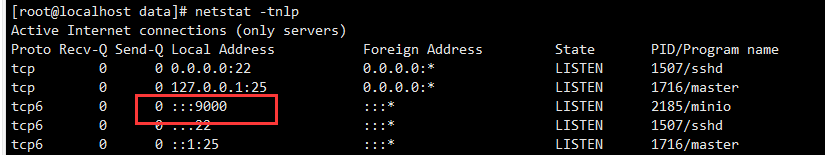 [root@localhost data]# netstat -tnlp
Active Internet connections (only servers)
Proto Recv-Q Send-Q Local Address Foreign Address State PID/Program name
tcp 0 0 0.0.0.0:22 0.0.0.0:* LISTEN 1507/sshd
tcp 0 0 127.0.0.1:25 0.0.0.0:* LISTEN 1716/master
tcp6 0 0 :::9000 :::* LISTEN 2185/minio
tcp6 0 0 :::22 :::* LISTEN 1507/sshd
tcp6 0 0 ::1:25 :::* LISTEN 1716/master